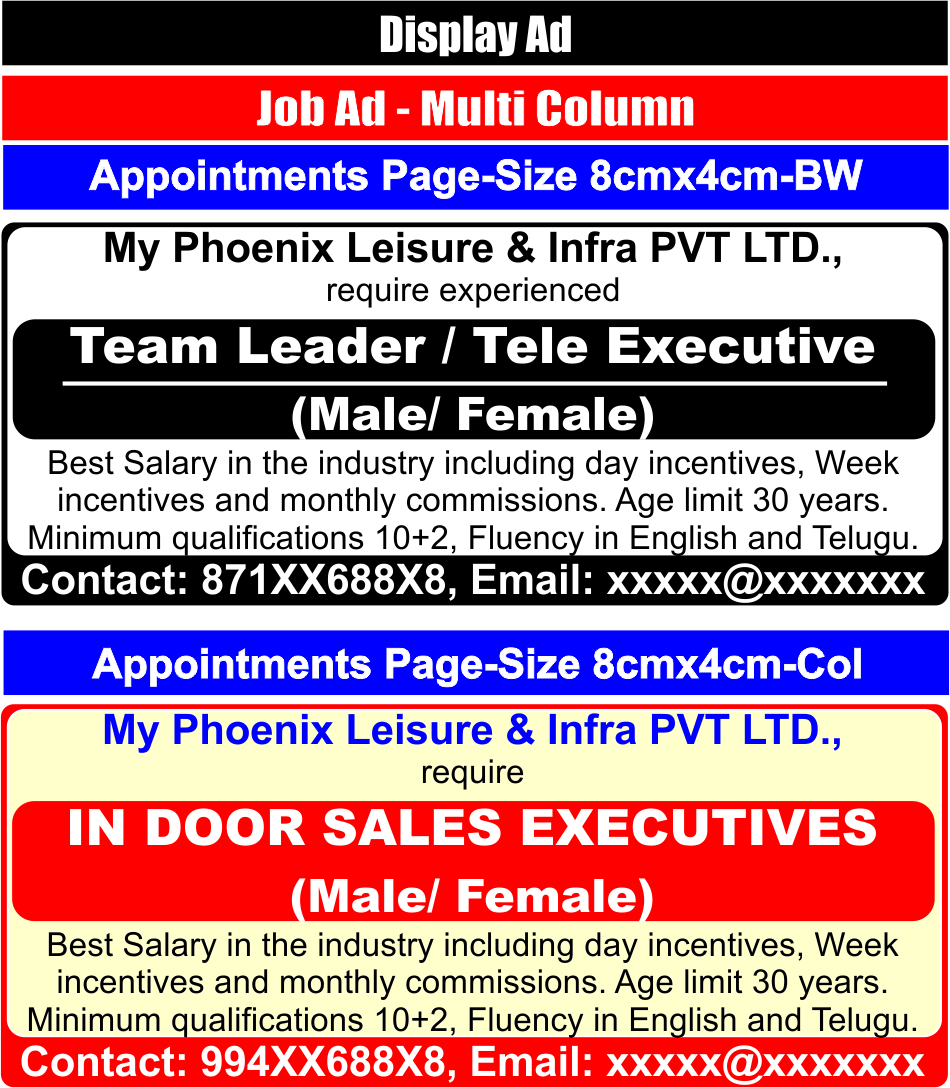 Display Ad
Job Ad - Multi Column
Appointments Page-Size 8cmx4cm-BW
My Phoenix Leisure & Infra PVT LTD.,
require experienced
Team Leader / Tele Executive
(Male/ Female)
Best Salary in the industry including day incentives, Week
incentives and monthly commissions. Age limit 30 years.
Minimum qualifications 10+2, Fluency in English and Telugu.
Contact: 871XX688X8, Email: xxxxx@xxxxxxx
Appointments Page-Size 8cmx4cm-Col
My Phoenix Leisure & Infra PVT LTD.,
require
IN DOOR SALES EXECUTIVES
(Male/ Female)
Best Salary in the industry including day incentives, Week
incentives and monthly commissions. Age limit 30 years.
Minimum qualifications 10+2, Fluency in English and Telugu.
Contact: 994XX688X8, Email: xxxxx@xxxxxxx